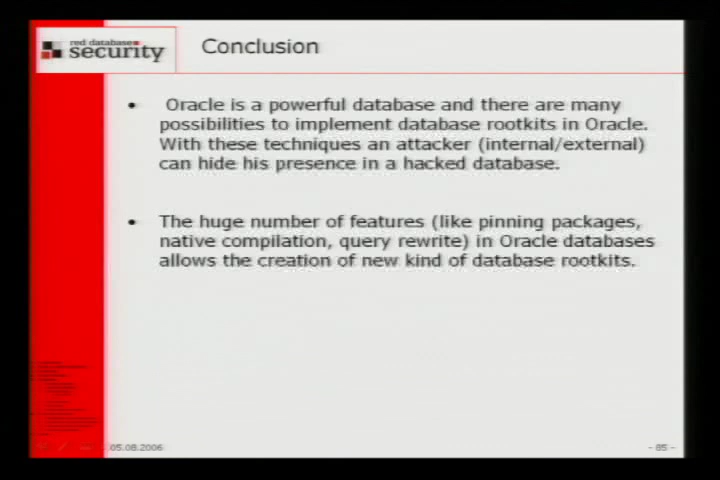 red database
security
Conclusion
• Oracle is a powerful database and there are many
possibilities to implement database rootkits in Oracle.
With these techniques an attacker (internal/external)
can hide his presence in a hacked database.
• The huge number of features (like pinning packages,
native compilation, query rewrite) in Oracle databases
allows the creation of new kind of database rootkits.
05.08.2006
- 85 -